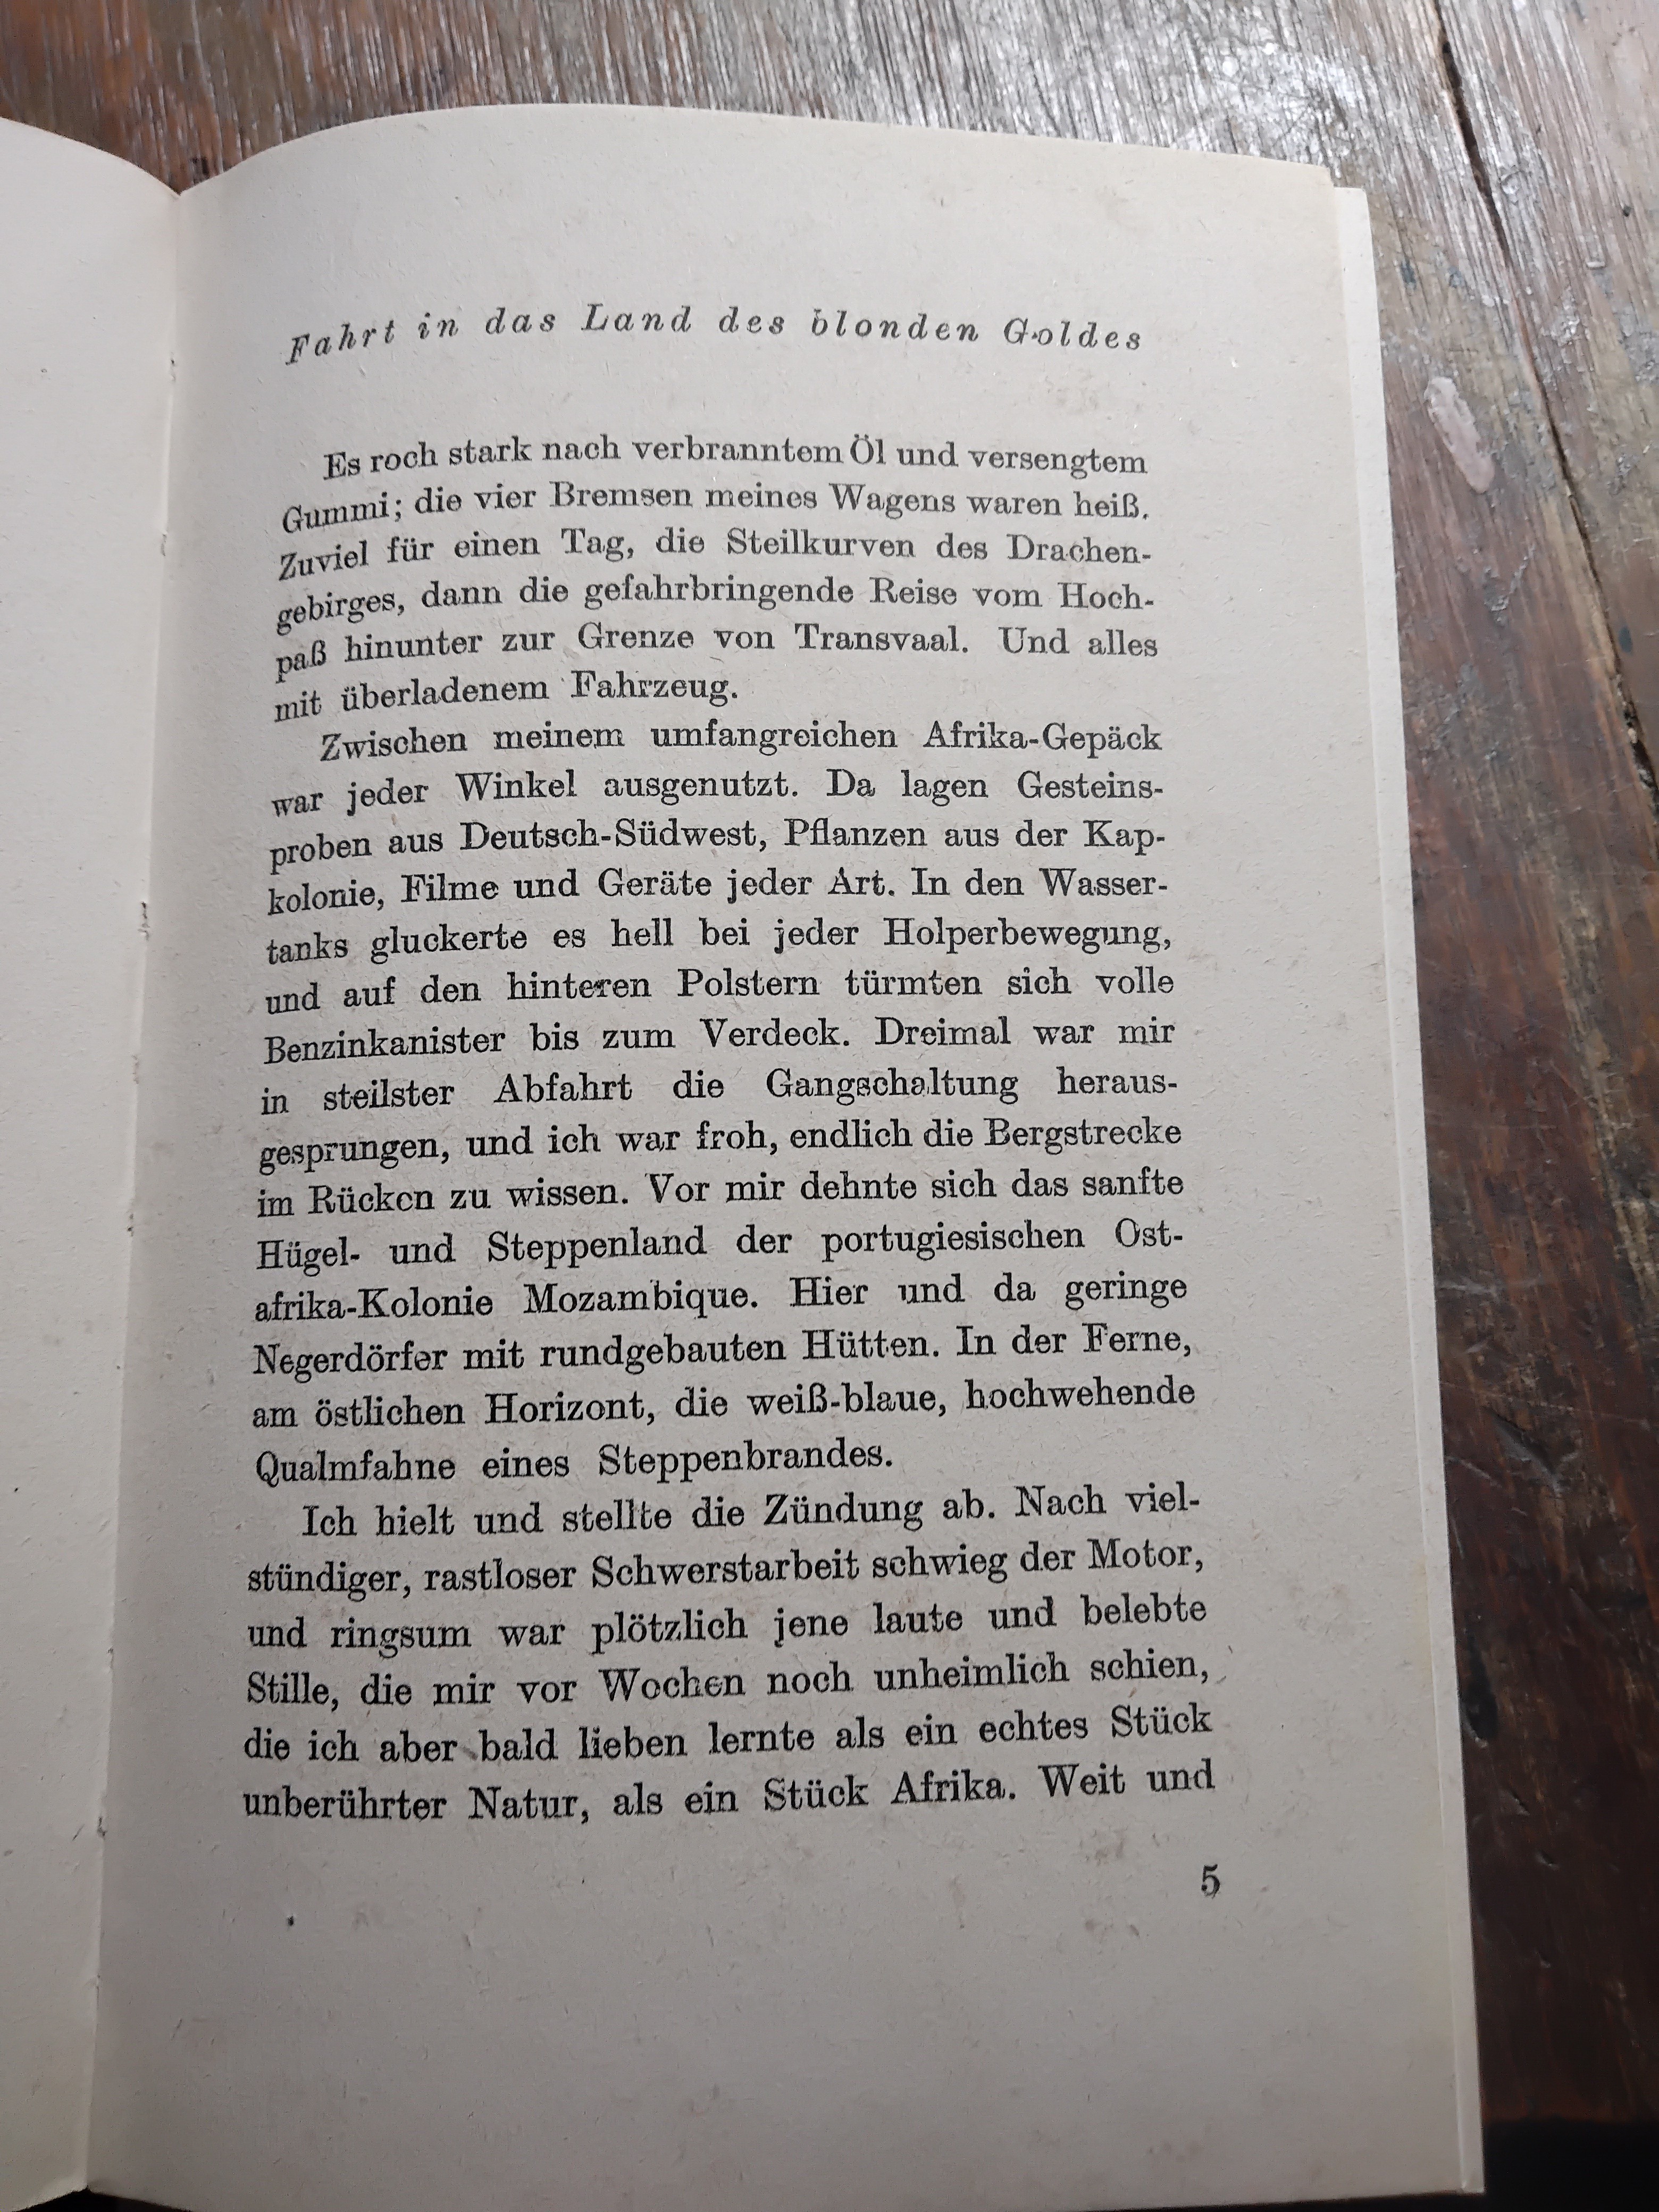 Fahrt in das Land des blonden Goldes
Es roch stark nach verbranntem Öl und versengtem
Gummi; die vier Bremsen meines Wagens waren heiß.
Zuviel für einen Tag, die Steilkurven des Drachen-
gebirges, dann die gefahrbringende Reise vom Hoch-
paß hinunter zur Grenze von Transvaal. Und alles
mit überladenem Fahrzeug.
Zwischen meinem umfangreichen Afrika-Gepäck
war jeder Winkel ausgenutzt. Da lagen Gesteins-
proben aus Deutsch-Südwest, Pflanzen aus der Kap-
kolonie, Filme und Geräte jeder Art. In den Wasser-
tanks gluckerte es hell bei jeder Holperbewegung,
und auf den hinteren Polstern türmten sich volle
Benzinkanister bis zum Verdeck. Dreimal war mir
in steilster Abfahrt die Gangschaltung heraus-
gesprungen, und ich war froh, endlich die Bergstrecke
im Rücken zu wissen. Vor mir dehnte sich das sanfte
Hügel- und Steppenland der portugiesischen Ost-
afrika-Kolonie Mozambique. Hier und da geringe
Negerdörfer mit rundgebauten Hütten. In der Ferne,
am östlichen Horizont, die weiß-blaue, hochwehende
Qualmfahne eines Steppenbrandes.
Ich hielt und stellte die Zündung ab. Nach viel-
stündiger, rastloser Schwerstarbeit schwieg der Motor,
und ringsum war plötzlich jene laute und belebte
Stille, die mir vor Wochen noch unheimlich schien,
die ich aber bald lieben lernte als ein echtes Stück
unberührter Natur, als ein Stück Afrika. Weit und
5